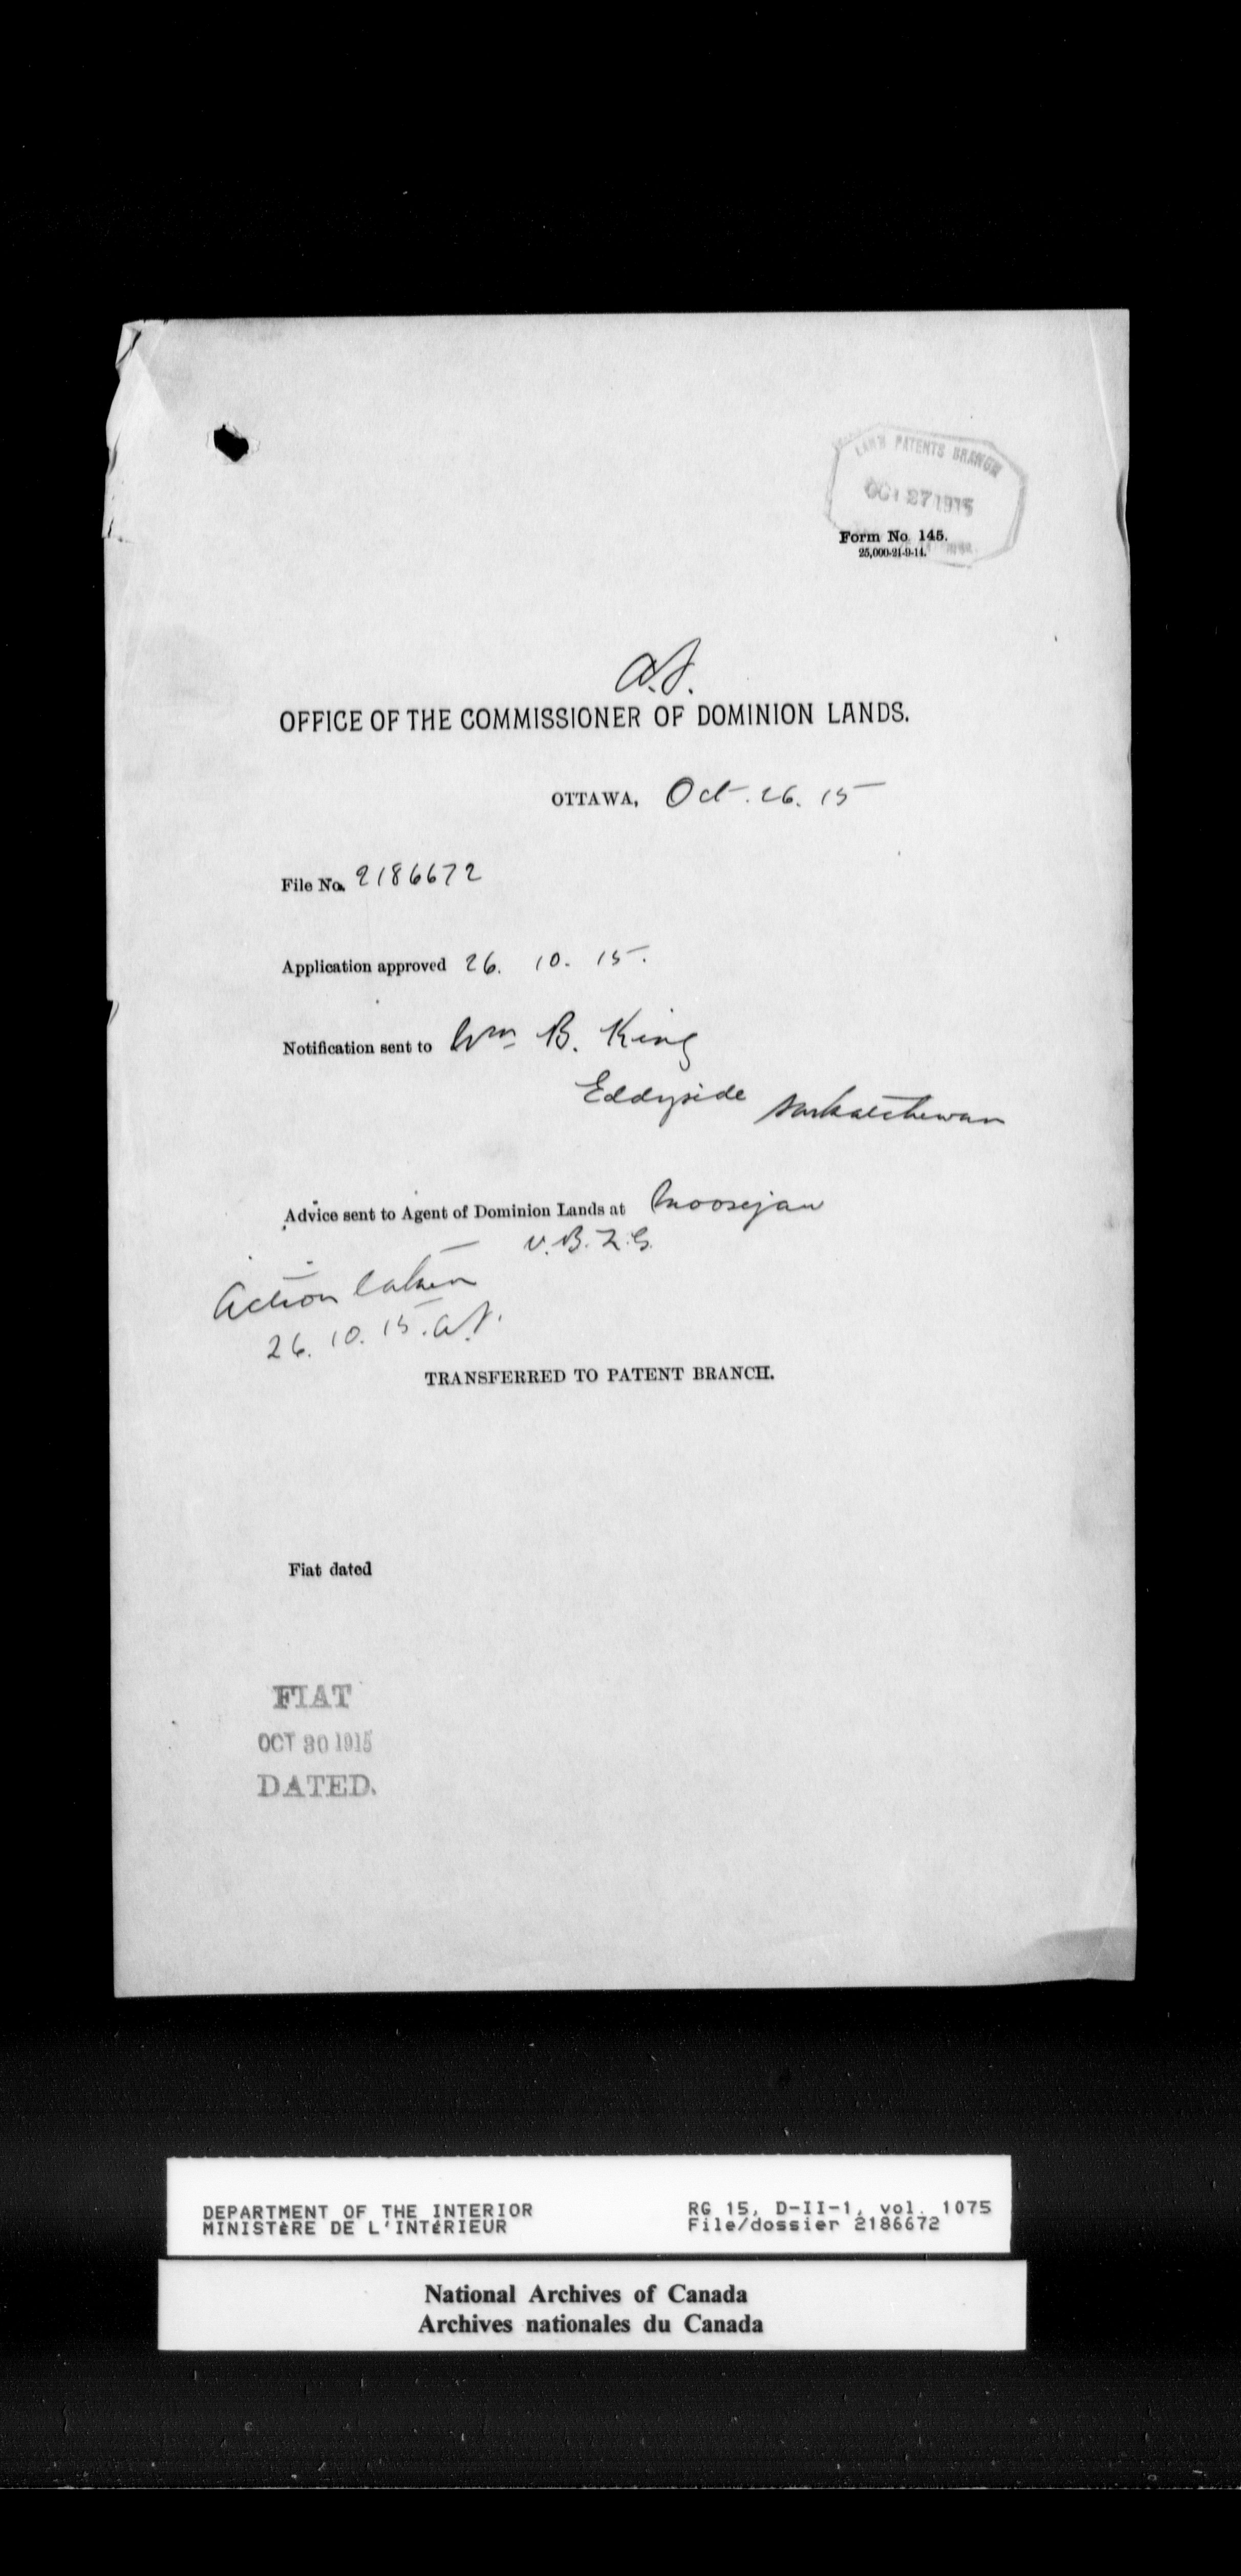 LAND PATENTS BRANCH
OCT 27 1915
Form No. 145.
25,000-21-9-14.
OFFICE OF THE COMMISSIONER OF DOMINION LANDS.
OTTAWA, Oct. 26. 15
File No. 2186672
Application approved 26. 10. 15.
Notification sent to Wm B. King
Eddyside Saskatchewan
Advice sent to Agent of Dominion Lands at Moosejaw
Action taken
26. 10. 15.
TRANSFERRED TO PATENT BRANCH.
Fiat dated
FIAT
OCT 30 1915
DATED.
DEPARTMENT OF THE INTERIOR
MINISTÈRE DE L'INTÉRIEUR
RG 15, D-II-1, vol. 1075
File/dossier 2186672
National Archives of Canada
Archives nationales du Canada